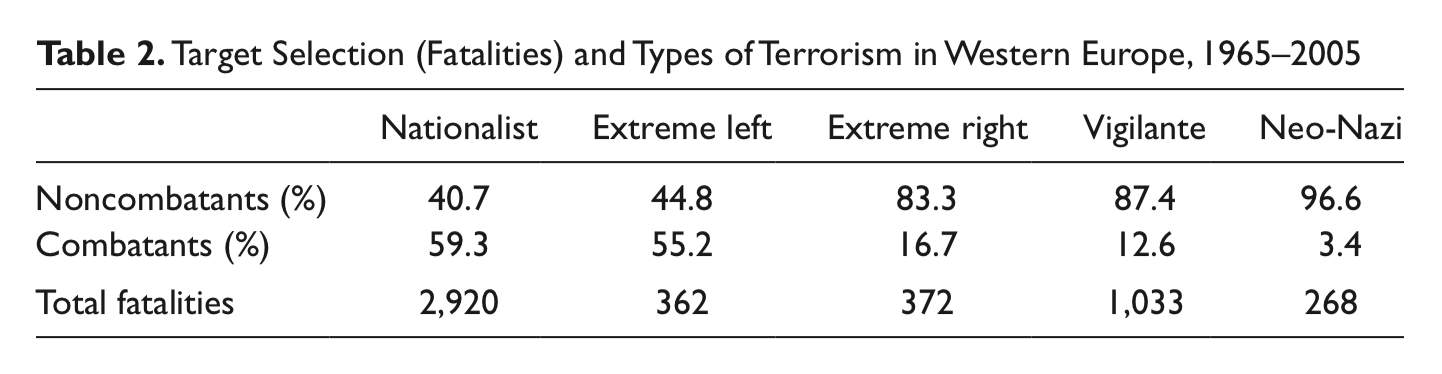 Table 2. Target Selection (Fatalities) and Types of Terrorism in Western Europe, 1965–2005
Nationalist Extreme left Extreme right Vigilante Neo-Nazi
Noncombatants (%) 40.7 44.8 83.3 87.4 96.6
Combatants (%) 59.3 55.2 16.7 12.6 3.4
Total fatalities 2,920 362 372 1,033 268